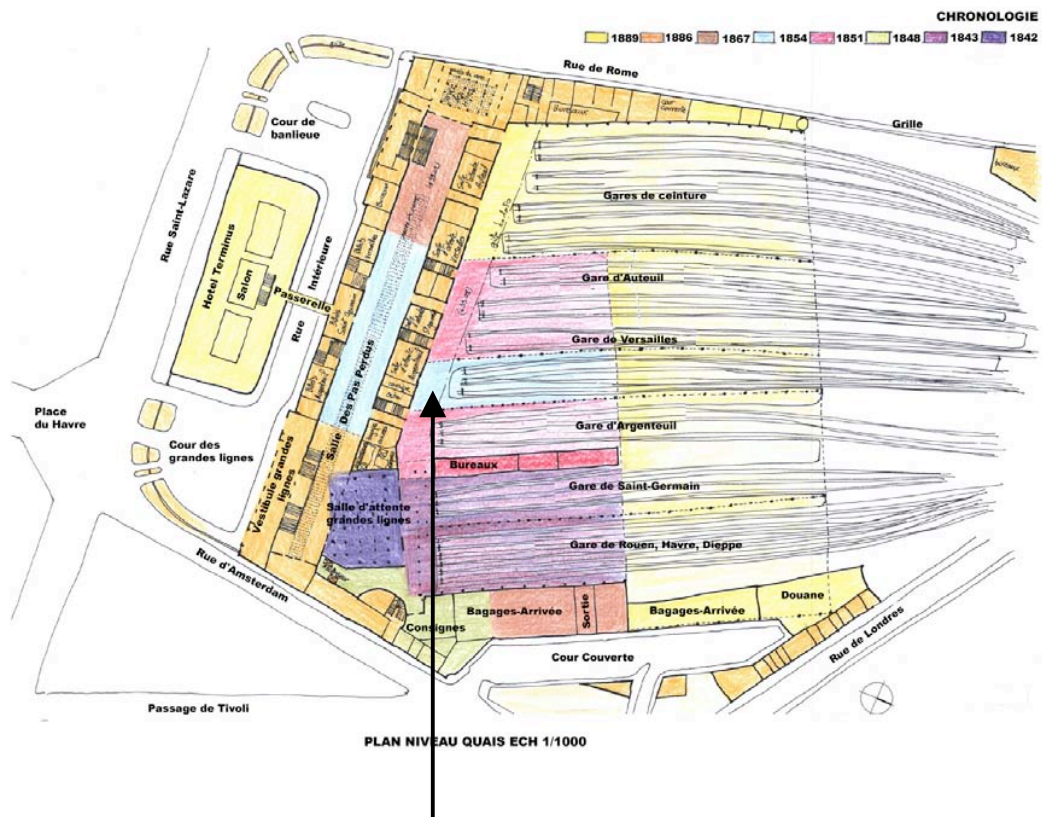 CHRONOLOGIE
1889 1886 1867 1854 1851 1848 1843 1842
Rue de Rome
Grille
Cour de
banlieue
Bureaux
Rue Saint-Lazare
Hotel Terminus
Salon
Passerelle
Rue Intérieure
Gares de ceinture
Gare d'Auteuil
Gare de Versailles
Salle Des Pas Perdus
Place
du Havre
Cour des
grandes lignes
Vestibule grandes
lignes
Gare d'Argenteuil
Bureaux
Gare de Saint-Germain
Salle d'attente
grandes lignes
Gare de Rouen, Havre, Dieppe
Rue d'Amsterdam
Consignes
Bagages-Arrivée
Sortie
Bagages-Arrivée
Douane
Rue de Londres
Cour Couverte
Passage de Tivoli
PLAN NIVEAU QUAIS ECH 1/1000